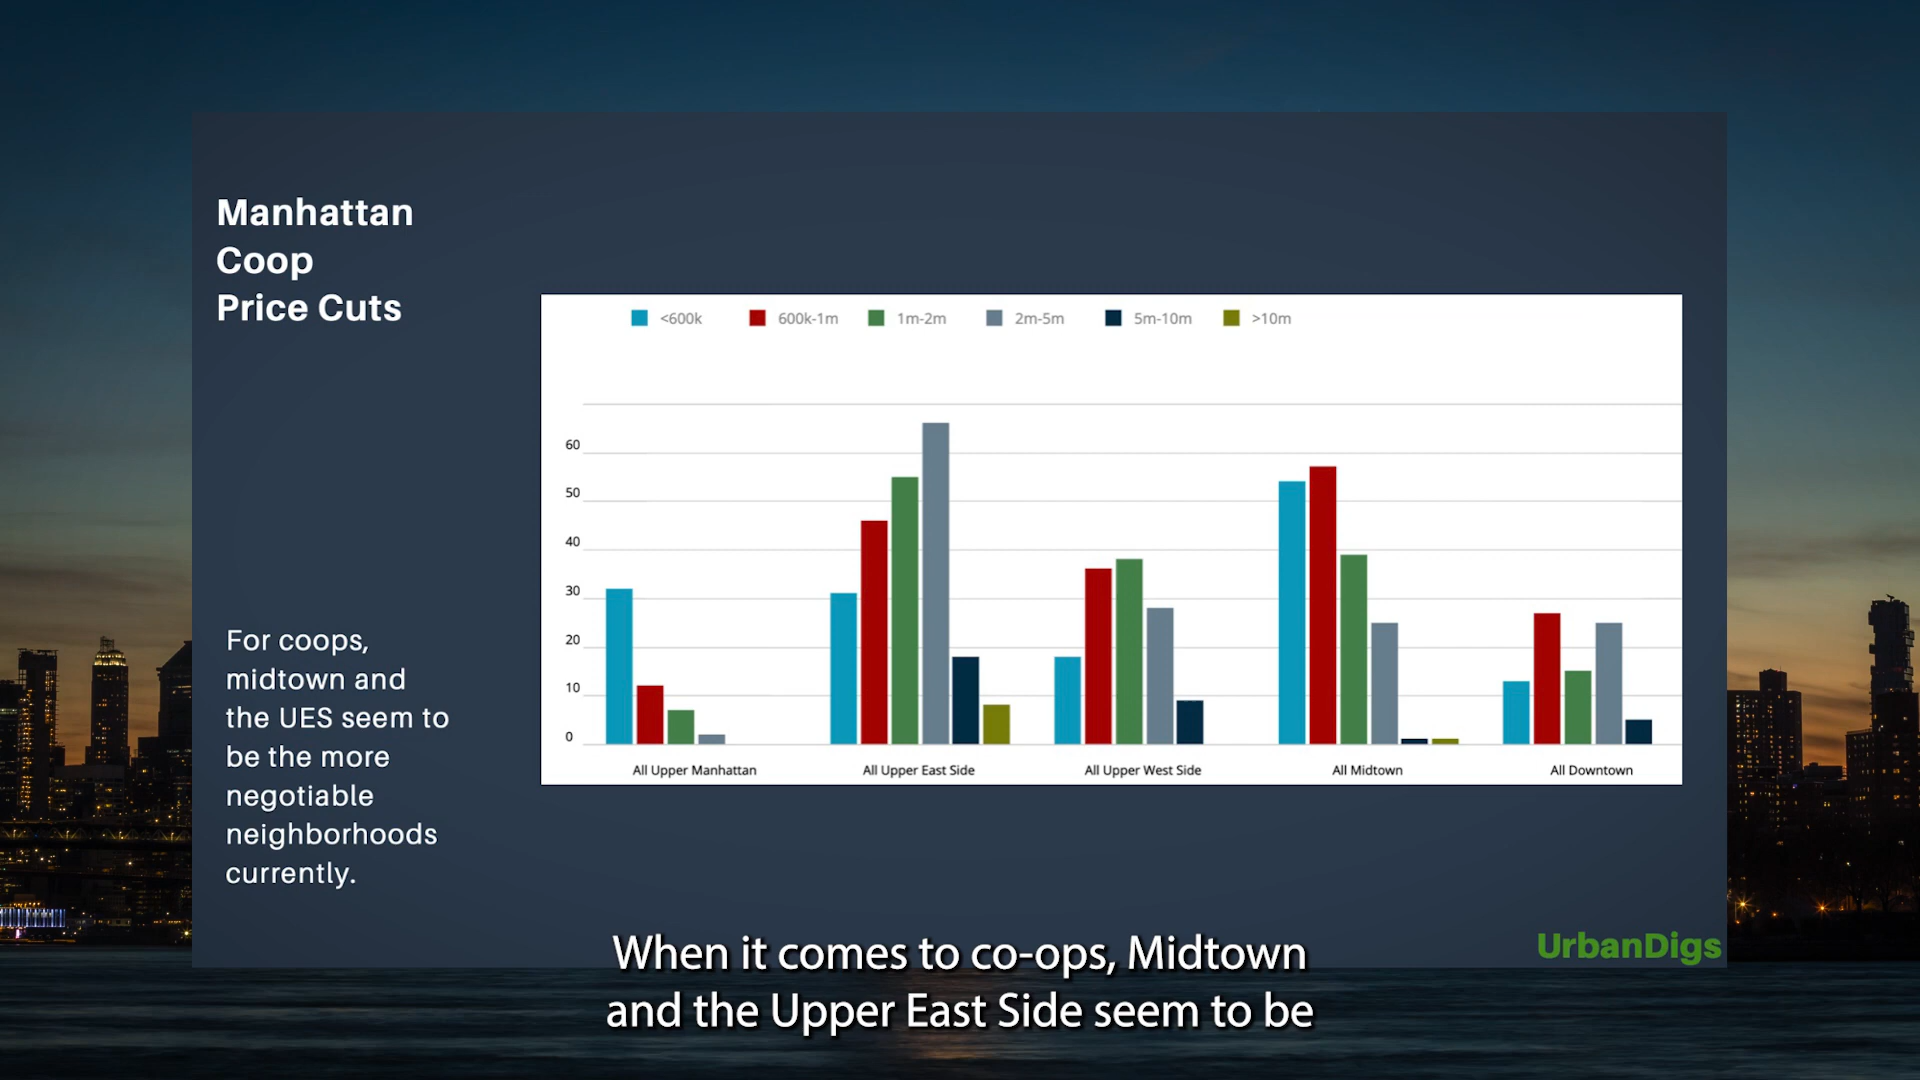 Manhattan
Coop
Price Cuts
<600k 600k-1m 1m-2m 2m-5m 5m-10m >10m
60
50
40
30
20
10
0
All Upper Manhattan All Upper East Side All Upper West Side All Midtown All Downtown
For coops,
midtown and
the UES seem to
be the more
negotiable
neighborhoods
currently.
UrbanDigs
When it comes to co-ops, Midtown
and the Upper East Side seem to be